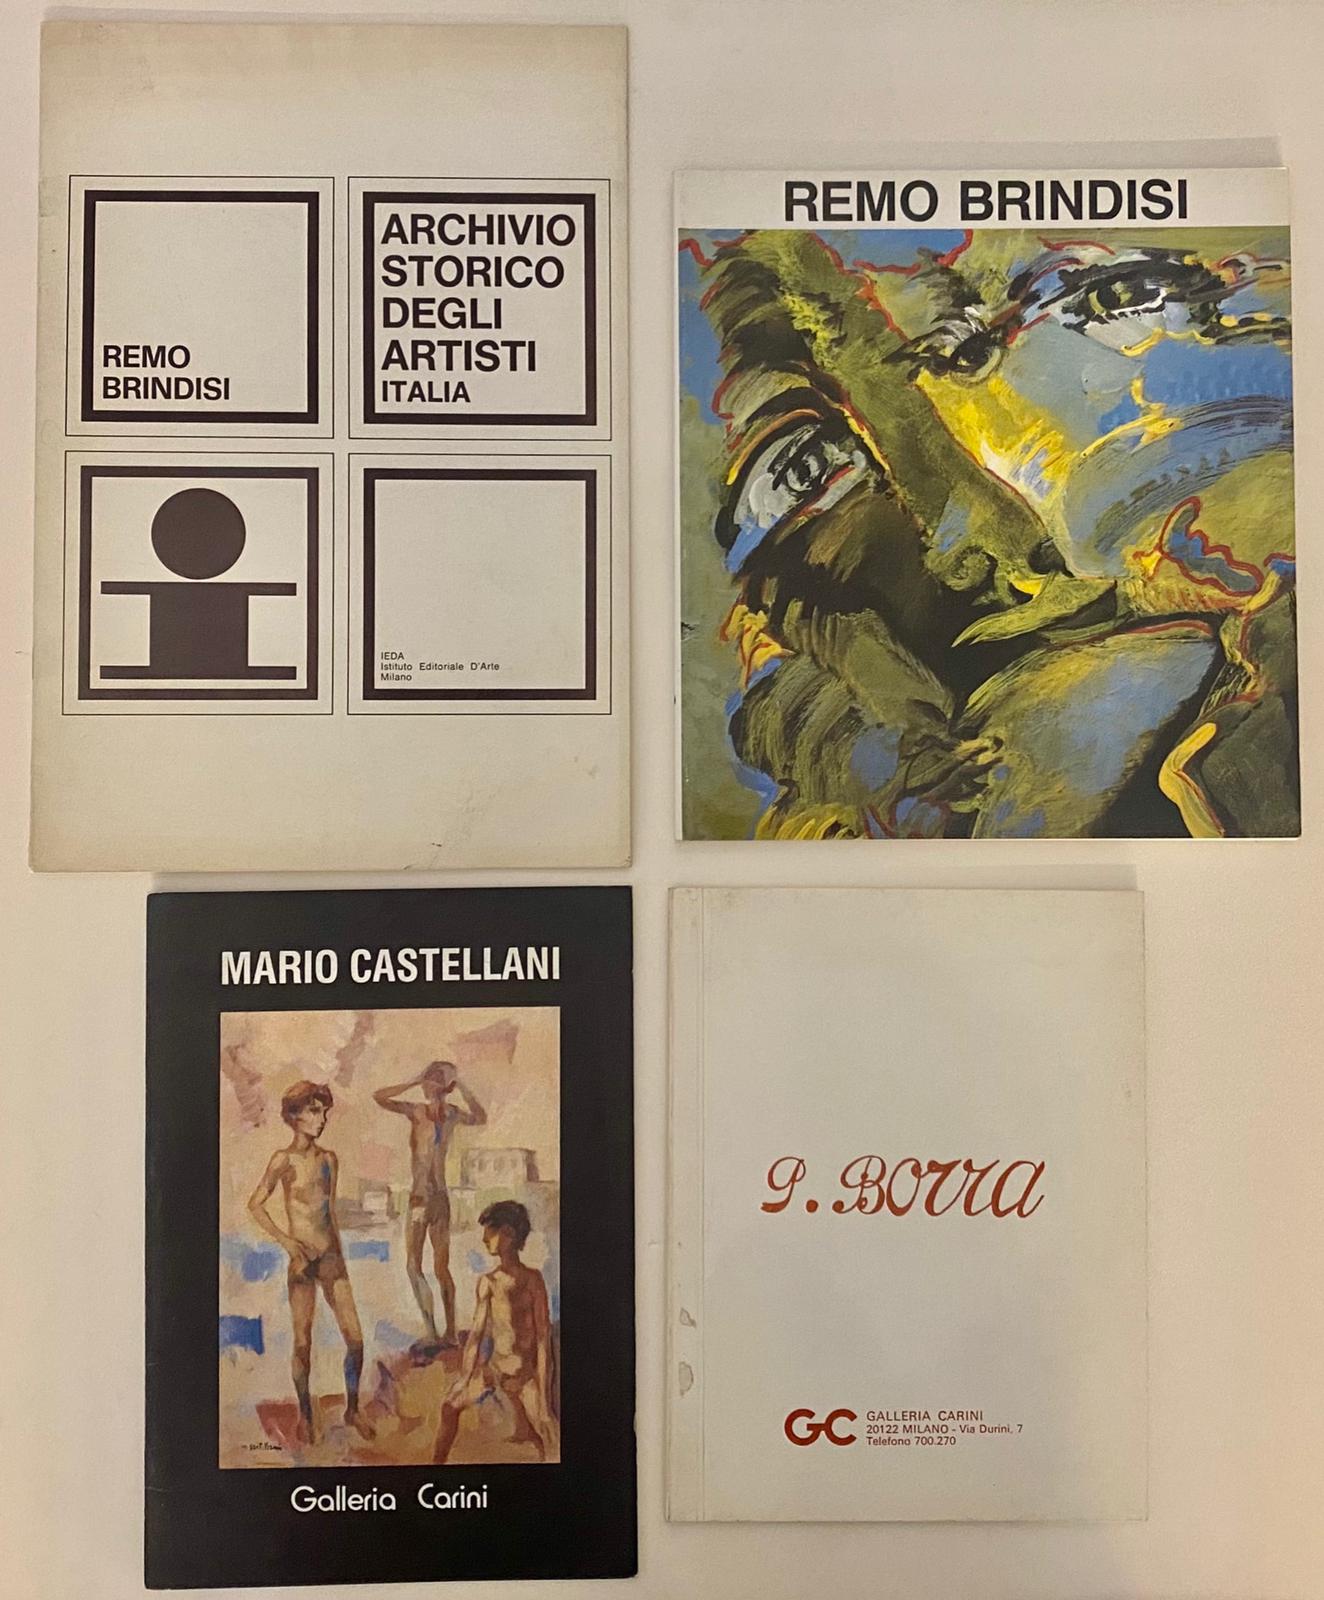 REMO
BRINDISI
ARCHIVIO
STORICO
DEGLI
ARTISTI
ITALIA
IEDA
Istituto Editoriale D'Arte
Milano
REMO BRINDISI
MARIO CASTELLANI
Galleria Carini
P. Borra
GC
GALLERIA CARINI
20122 MILANO - Via Durini, 7
Telefono 700.270